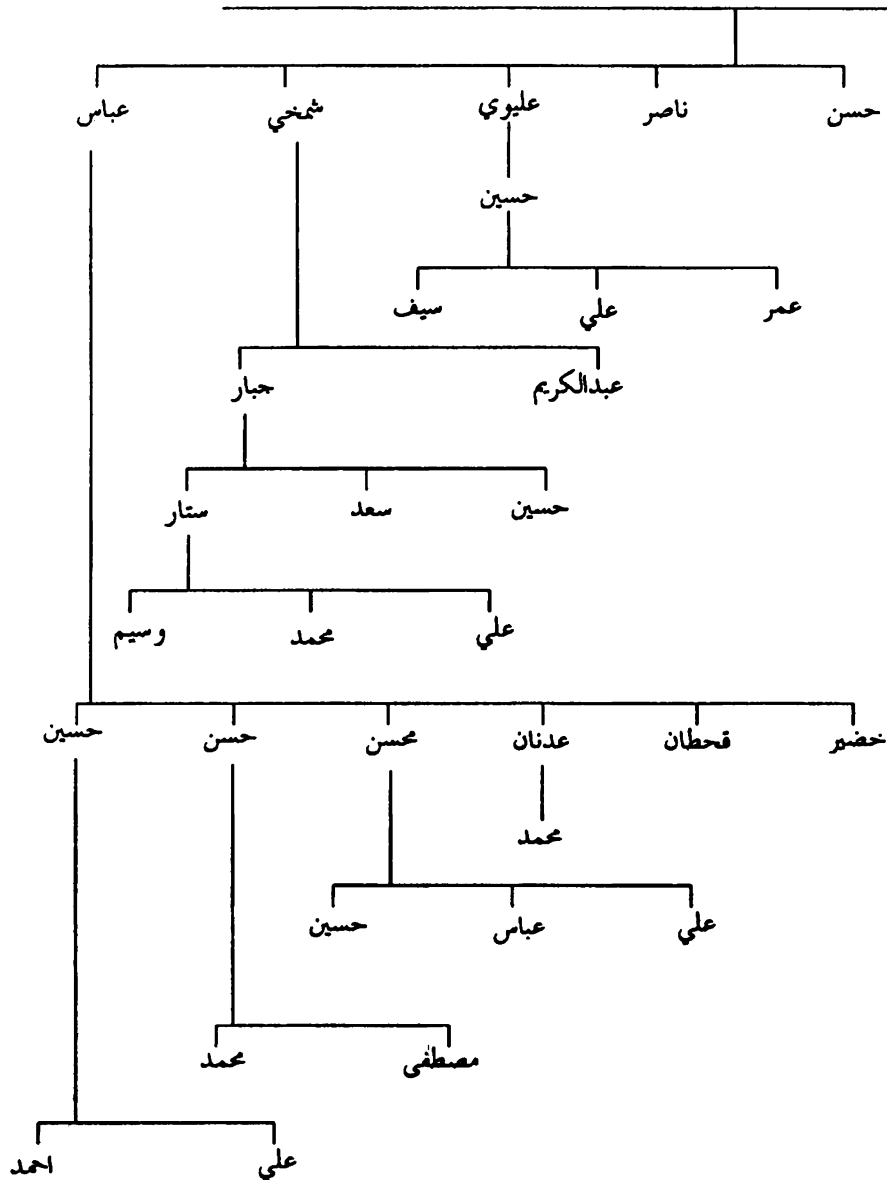 حسن ناصر عليوي شمخي عباس
حسين
عمر علي سيف
عبدالكريم جبار
حسين سعد ستار
علي محمد وسيم
خضير قحطان عدنان محسن حسن حسين
محمد
علي عباس حسين
مصطفى محمد
علي احمد